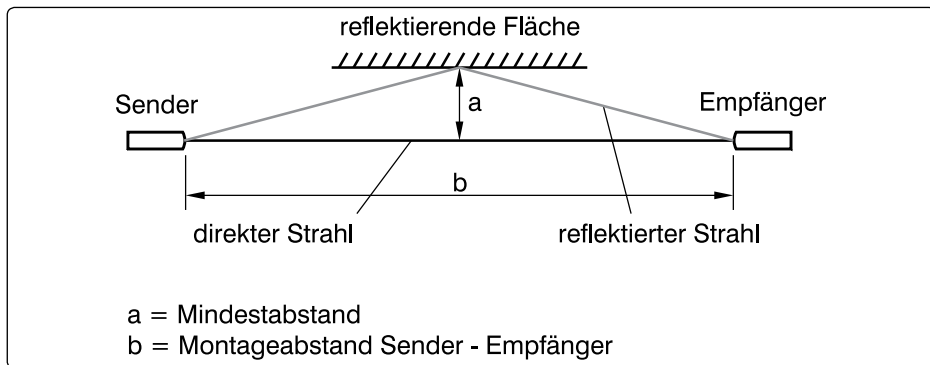 reflektierende Fläche
Sender
a
Empfänger
b
direkter Strahl
reflektierter Strahl
a = Mindestabstand
b = Montageabstand Sender - Empfänger